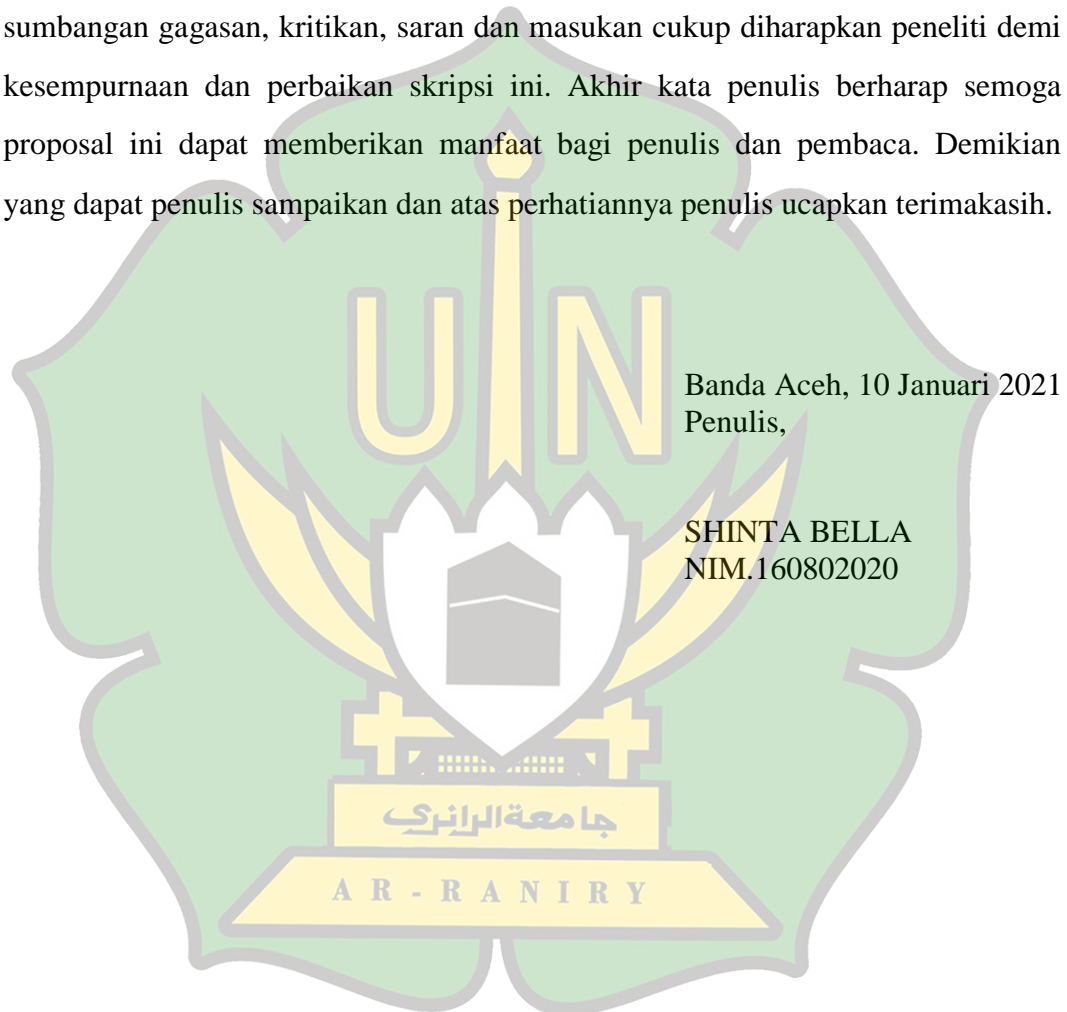 sumbangan gagasan, kritikan, saran dan masukan cukup diharapkan peneliti demi
kesempurnaan dan perbaikan skripsi ini. Akhir kata penulis berharap semoga
proposal ini dapat memberikan manfaat bagi penulis dan pembaca. Demikian
yang dapat penulis sampaikan dan atas perhatiannya penulis ucapkan terimakasih.
UIN
Banda Aceh, 10 Januari 2021
Penulis,
SHINTA BELLA
NIM.160802020
جامعة الرانري
AR - RANIRY